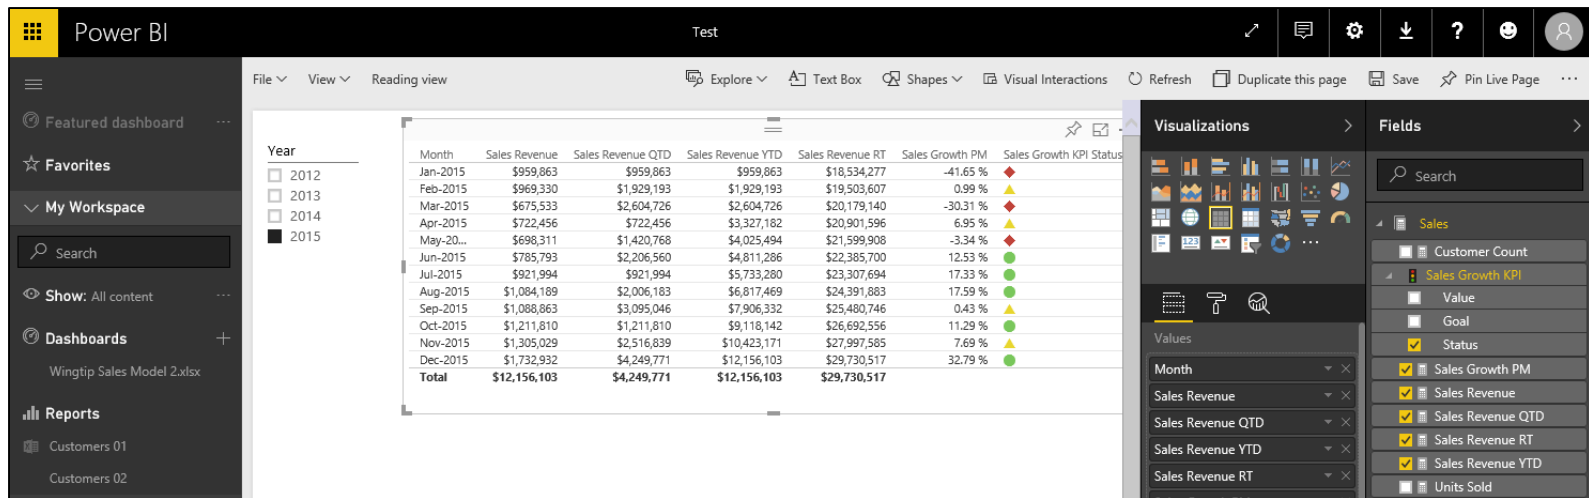 Power BI
Test
File View Reading view Explore Text Box Shapes Visual Interactions Refresh Duplicate this page Save Pin Live Page ...
Featured dashboard ...
Favorites
My Workspace
Search
Show: All content ...
Dashboards +
Wingtip Sales Model 2.xlsx
Reports
Customers 01
Customers 02
Year
2012
2013
2014
2015
Month Sales Revenue Sales Revenue QTD Sales Revenue YTD Sales Revenue RT Sales Growth PM Sales Growth KPI Status
Jan-2015 $959,863 $959,863 $959,863 $18,534,277 -41.65 %
Feb-2015 $969,330 $1,929,193 $1,929,193 $19,503,607 0.99 %
Mar-2015 $675,533 $2,604,726 $2,604,726 $20,179,140 -30.31 %
Apr-2015 $722,456 $722,456 $3,327,182 $20,901,596 6.95 %
May-20... $698,311 $1,420,768 $4,025,494 $21,599,908 -3.34 %
Jun-2015 $785,793 $2,206,560 $4,811,286 $22,385,700 12.53 %
Jul-2015 $921,994 $921,994 $5,733,280 $23,307,694 17.33 %
Aug-2015 $1,084,189 $2,006,183 $6,817,469 $24,391,883 17.59 %
Sep-2015 $1,088,863 $3,095,046 $7,906,332 $25,480,746 0.43 %
Oct-2015 $1,211,810 $1,211,810 $9,118,142 $26,692,556 11.29 %
Nov-2015 $1,305,029 $2,516,839 $10,423,171 $27,997,585 7.69 %
Dec-2015 $1,732,932 $4,249,771 $12,156,103 $29,730,517 32.79 %
Total $12,156,103 $4,249,771 $12,156,103 $29,730,517
Visualizations
123
Values
Month
Sales Revenue
Sales Revenue QTD
Sales Revenue YTD
Sales Revenue RT
Fields
Search
Sales
Customer Count
Sales Growth KPI
Value
Goal
Status
Sales Growth PM
Sales Revenue
Sales Revenue QTD
Sales Revenue RT
Sales Revenue YTD
Units Sold